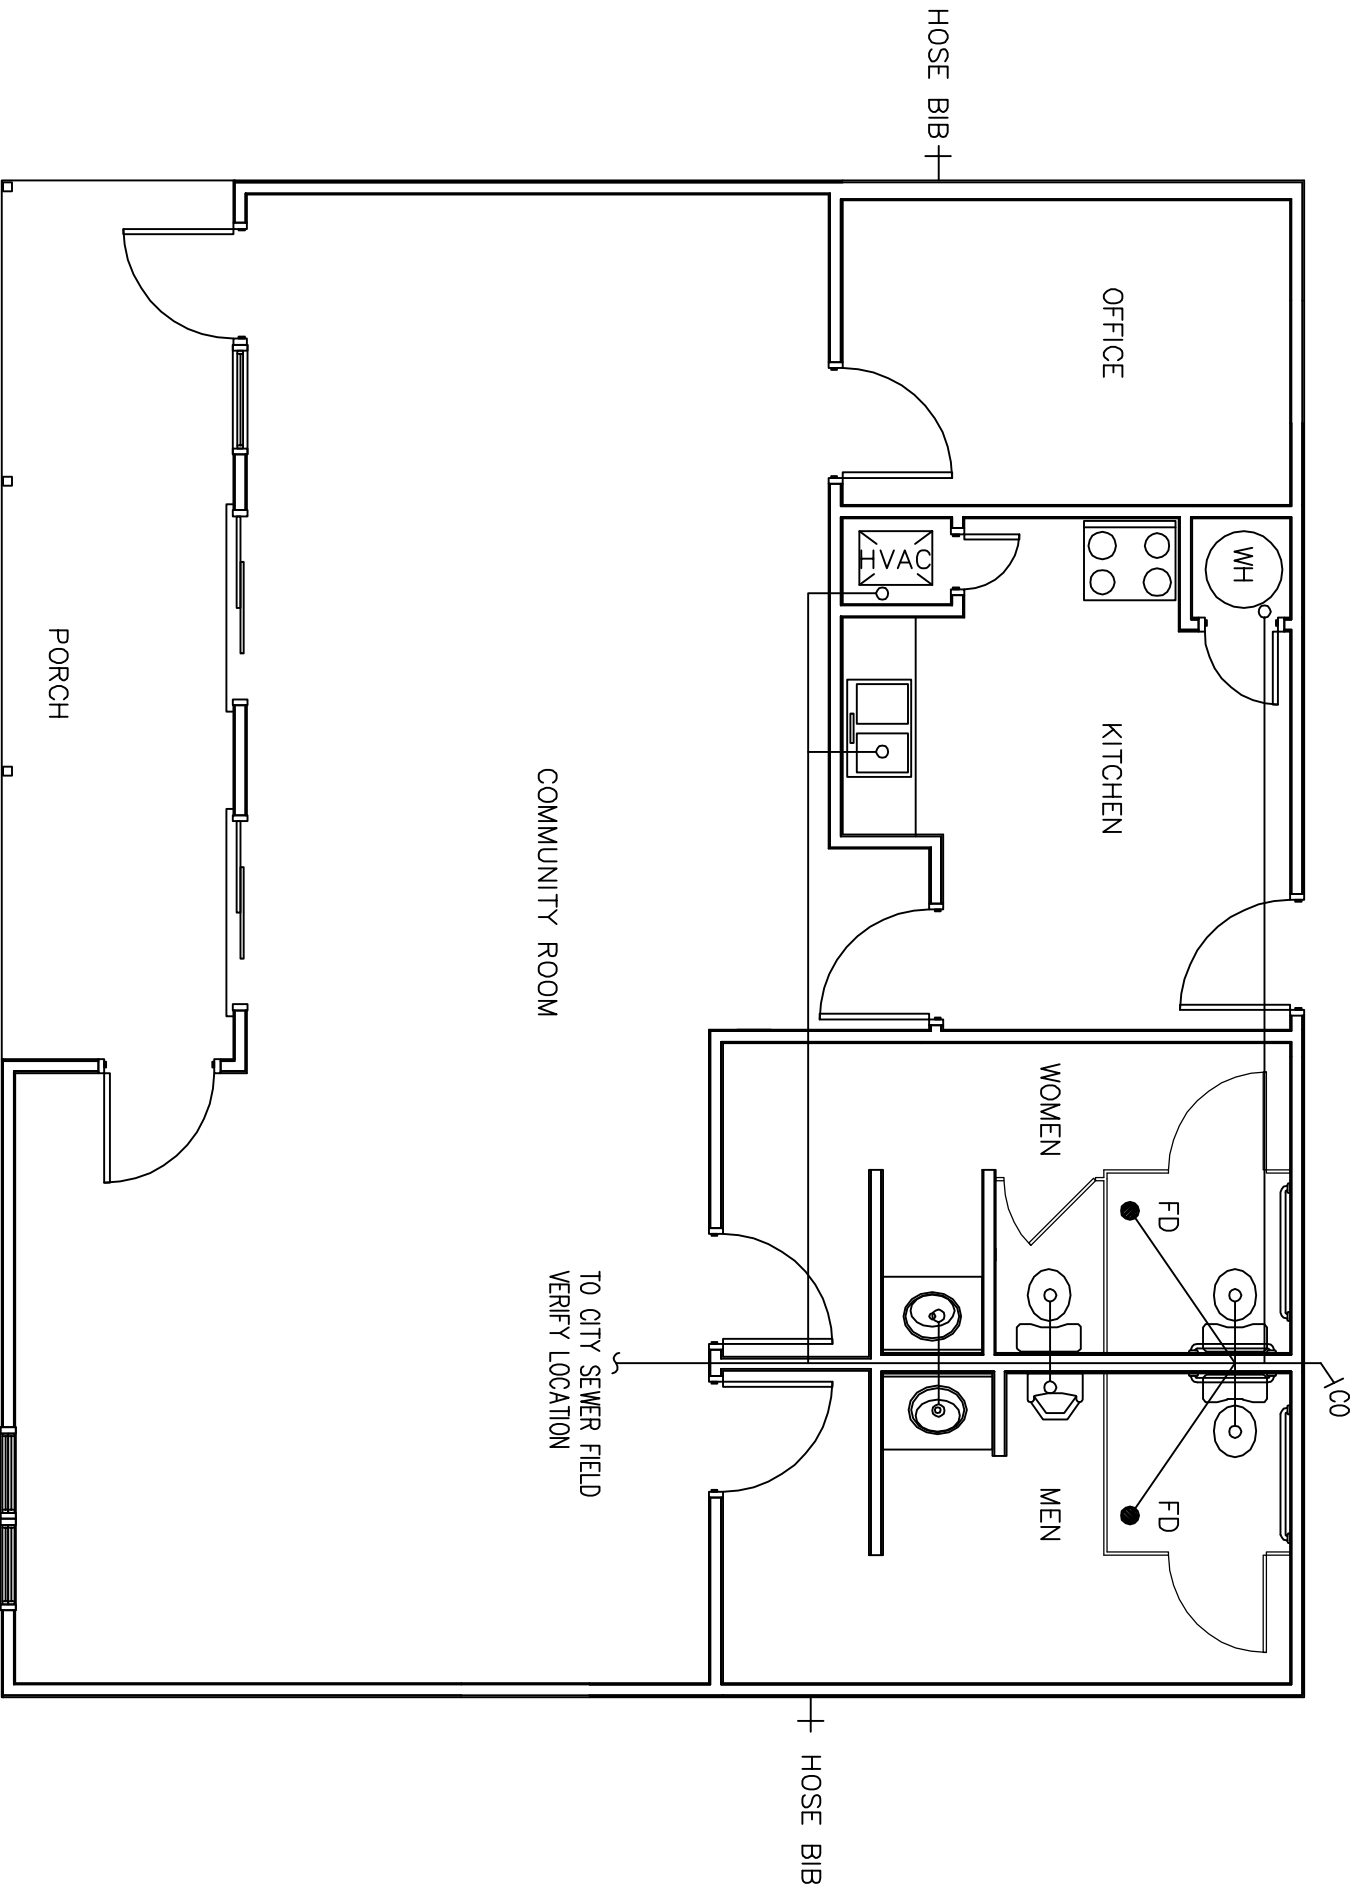 HOSE BIB
OFFICE
HVAC
WH
PORCH
KITCHEN
COMMUNITY ROOM
WOMEN
FD
TO CITY SEWER FIELD
VERIFY LOCATION
CO
MEN
FD
HOSE BIB